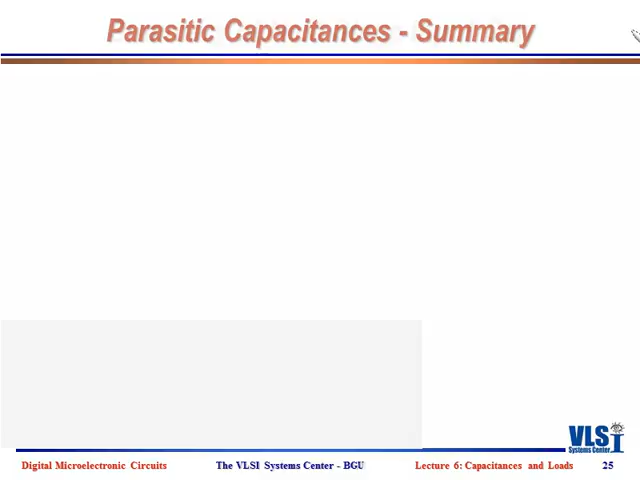 Parasitic Capacitances - Summary
VLSI
Systems Center
Digital Microelectronic Circuits The VLSI Systems Center - BGU Lecture 6: Capacitances and Loads 25